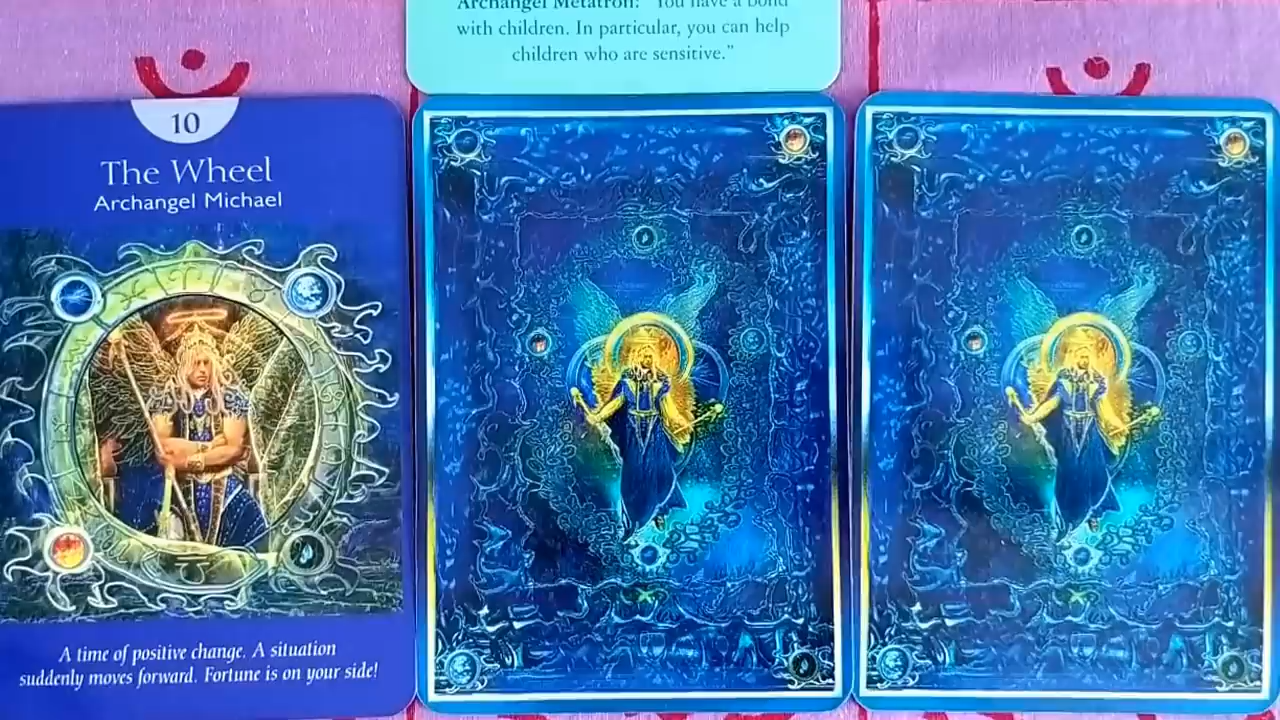 Archangel Metatron: "You have a bond
with children. In particular, you can help
children who are sensitive."
10
The Wheel
Archangel Michael
A time of positive change. A situation
suddenly moves forward. Fortune is on your side!